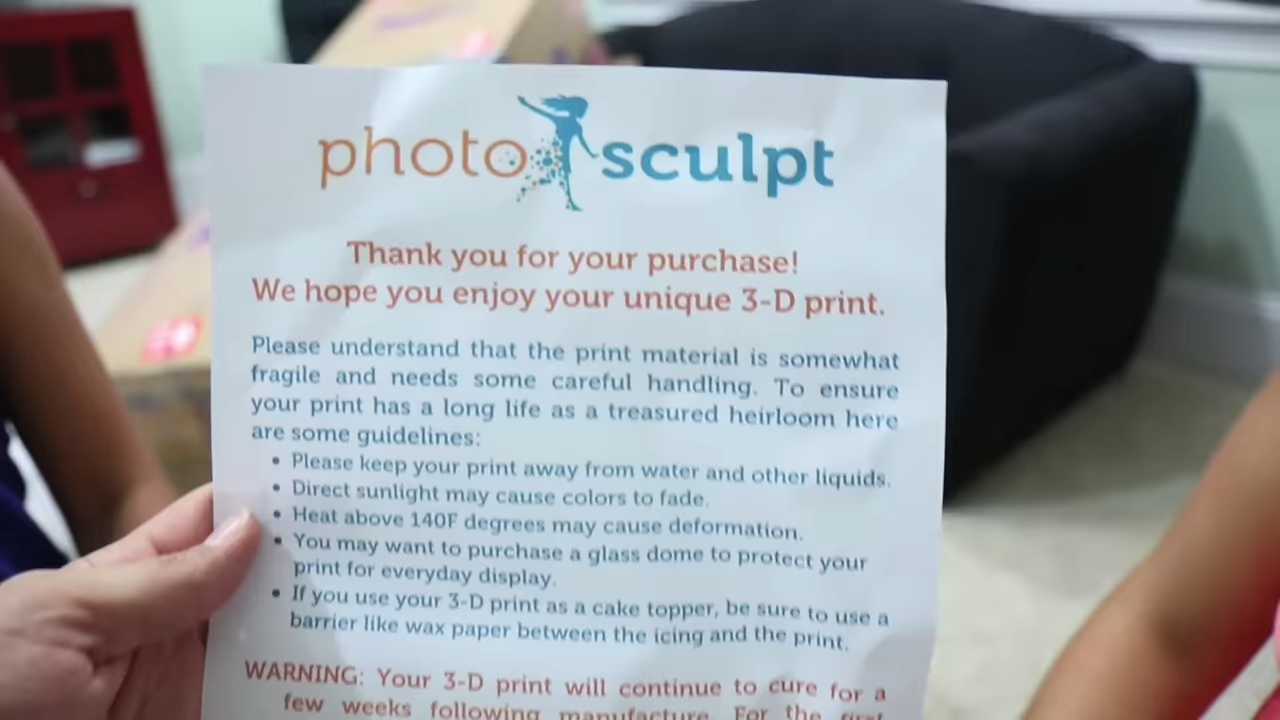 photo sculpt
Thank you for your purchase!
We hope you enjoy your unique 3-D print.
Please understand that the print material is somewhat
fragile and needs some careful handling. To ensure
your print has a long life as a treasured heirloom here
are some guidelines:
• Please keep your print away from water and other liquids.
• Direct sunlight may cause colors to fade.
• Heat above 140F degrees may cause deformation.
• You may want to purchase a glass dome to protect your
print for everyday display.
• If you use your 3-D print as a cake topper, be sure to use a
barrier like wax paper between the icing and the print.
WARNING: Your 3-D print will continue to cure for a
few weeks following manufacture. For the first